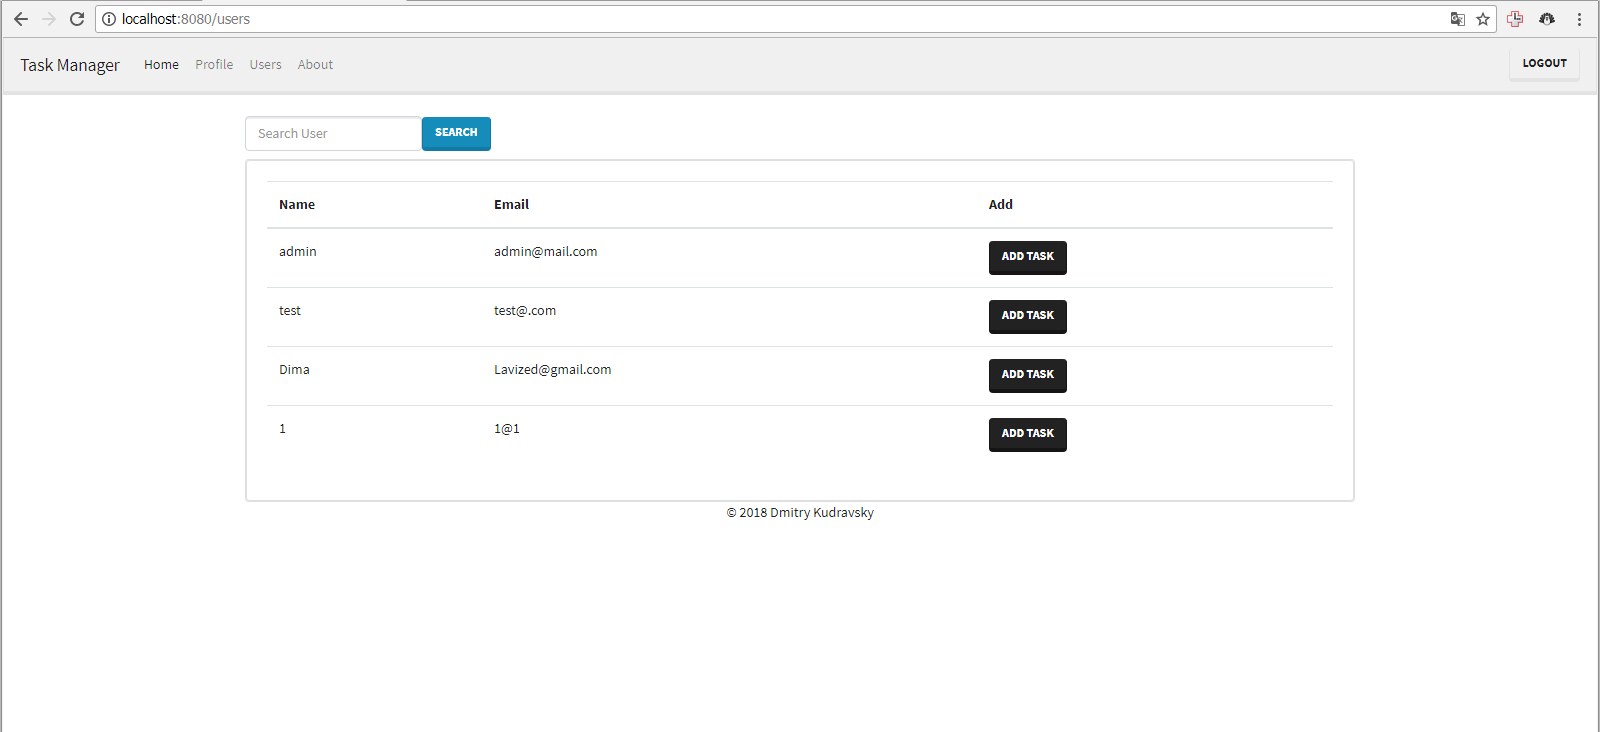 localhost:8080/users
Task Manager Home Profile Users About LOGOUT
Search User SEARCH
Name Email Add
admin admin@mail.com ADD TASK
test test@.com ADD TASK
Dima Lavized@gmail.com ADD TASK
1 1@1 ADD TASK
© 2018 Dmitry Kudravsky